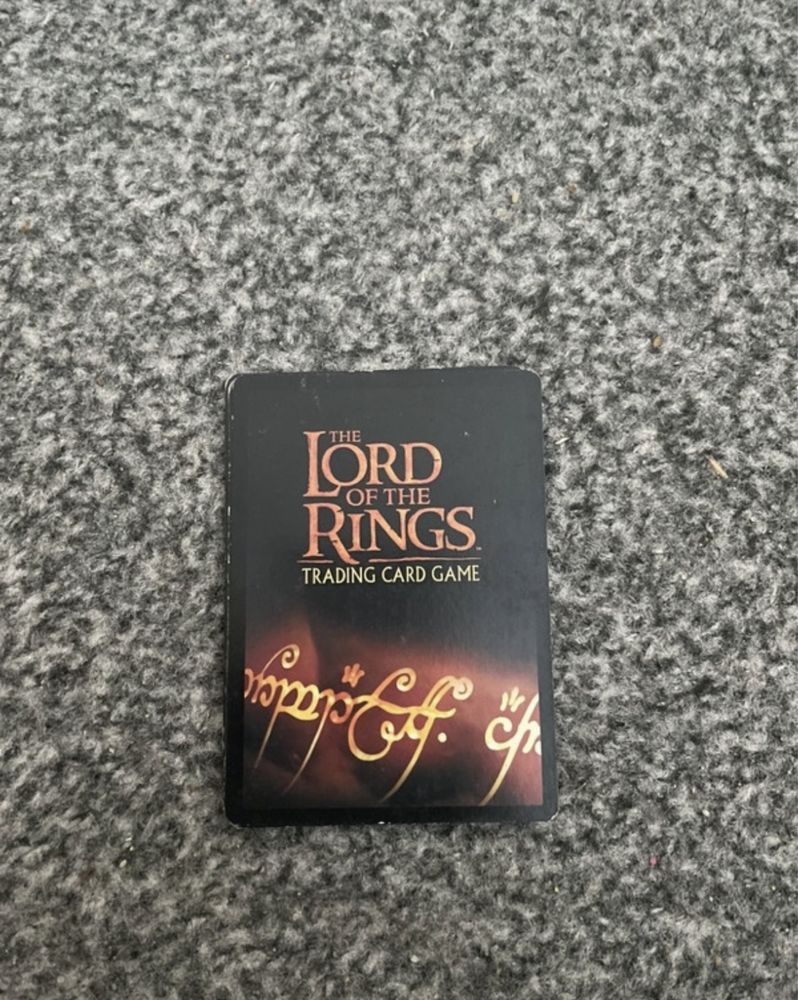 THE
LORD
OF THE
RINGS
TRADING CARD GAME